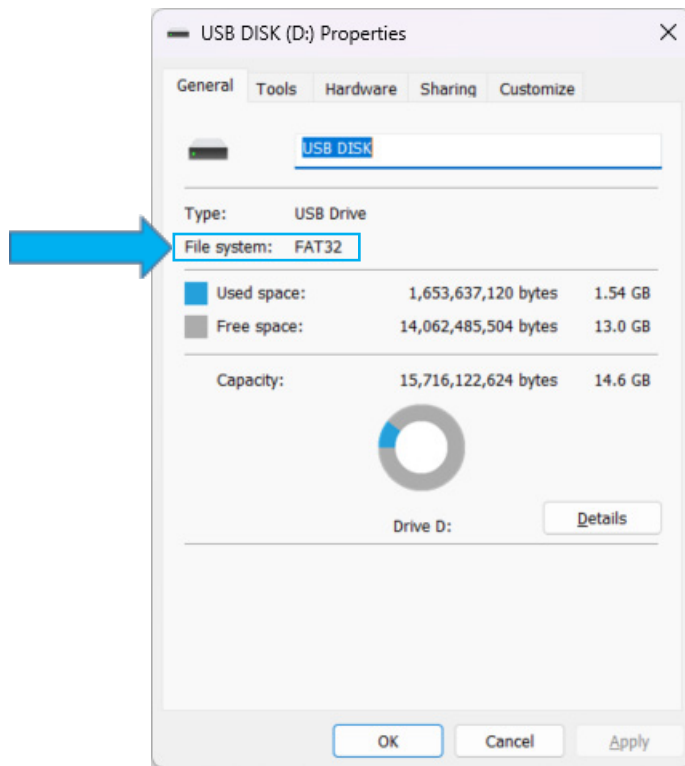 USB DISK (D:) Properties
General Tools Hardware Sharing Customize
USB DISK
Type: USB Drive
File system: FAT32
Used space: 1,653,637,120 bytes 1.54 GB
Free space: 14,062,485,504 bytes 13.0 GB
Capacity: 15,716,122,624 bytes 14.6 GB
Drive D:
Details
OK Cancel Apply